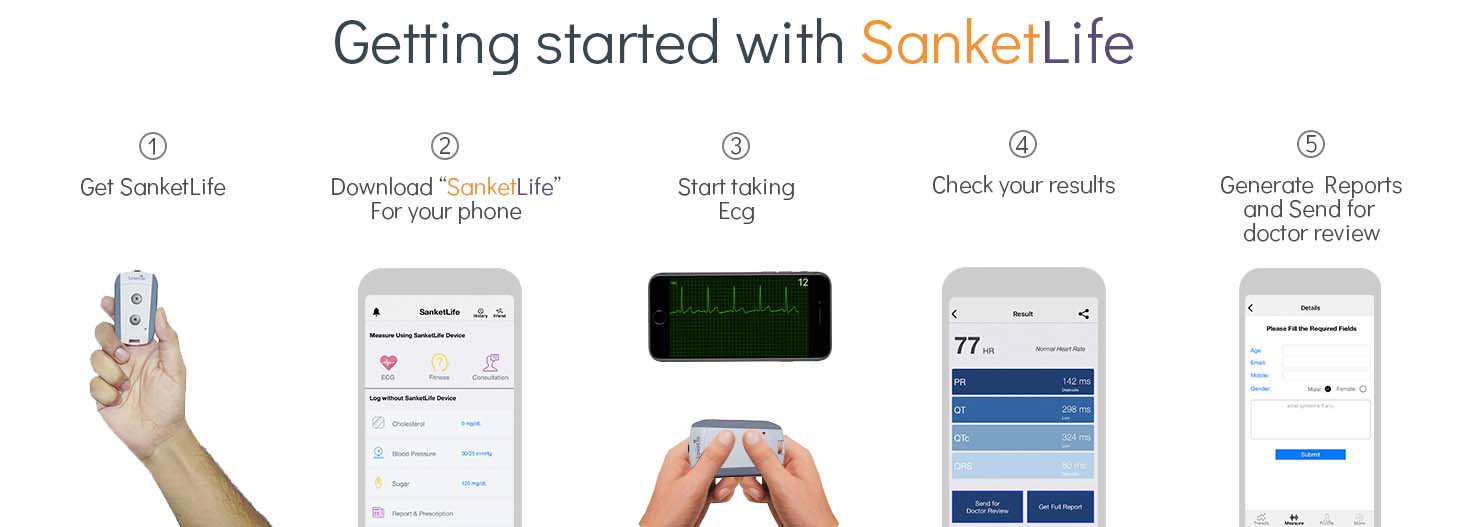 Getting started with SanketLife
1
Get SanketLife
2
Download “SanketLife”
For your phone
3
Start taking
Ecg
4
Check your results
5
Generate Reports
and Send for
doctor review
SanketLife
History
Friend
Measure Using SanketLife Device
ECG
Fitness
Consultation
Log without SanketLife Device
Cholesterol
0 mg/dL
Blood Pressure
30/25 mmHg
Sugar
125 mg/dL
Report & Prescription
12
Result
77 HR
Normal Heart Rate
PR
142 ms
QT
298 ms
Low
QTc
324 ms
Low
QRS
80 ms
Send for
Doctor Review
Get Full Report
Details
Please Fill the Required Fields
Age:
Email:
Mobile:
Gender:
Male:
Female:
enter symptoms if any..
Submit
Trends
Measure
Profile
More